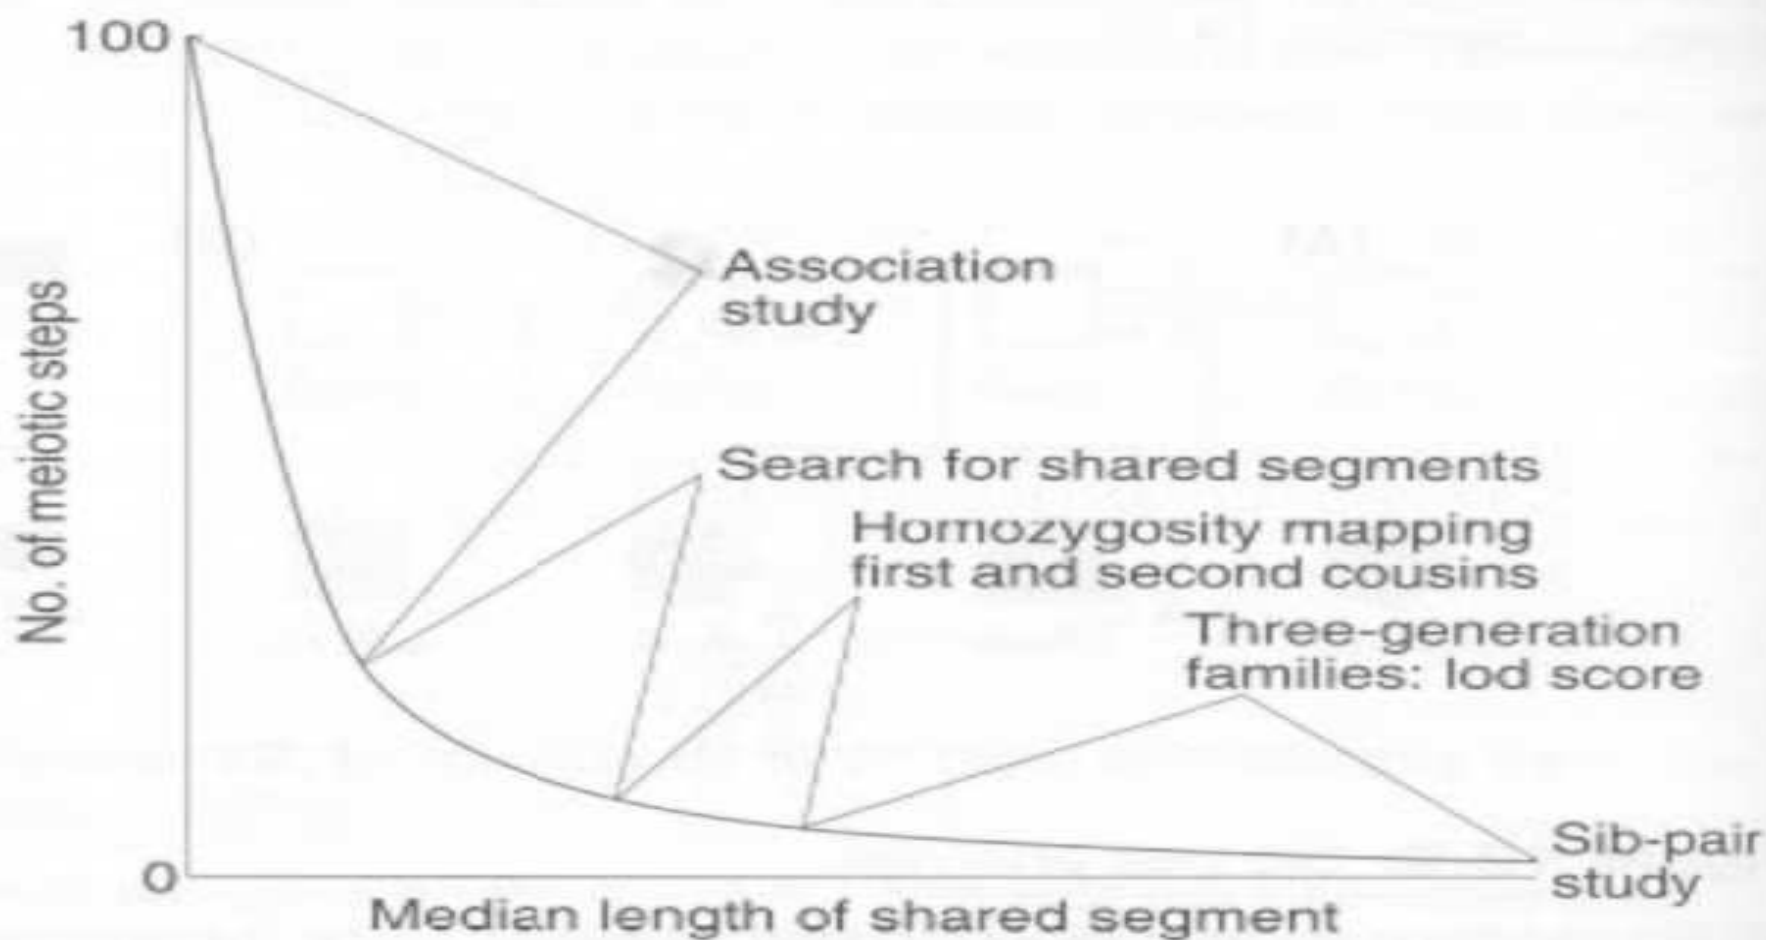 100
Association
study
Search for shared segments
Homozygosity mapping
first and second cousins
Three-generation
families: lod score
Sib-pair
study
No. of meiotic steps
0
Median length of shared segment